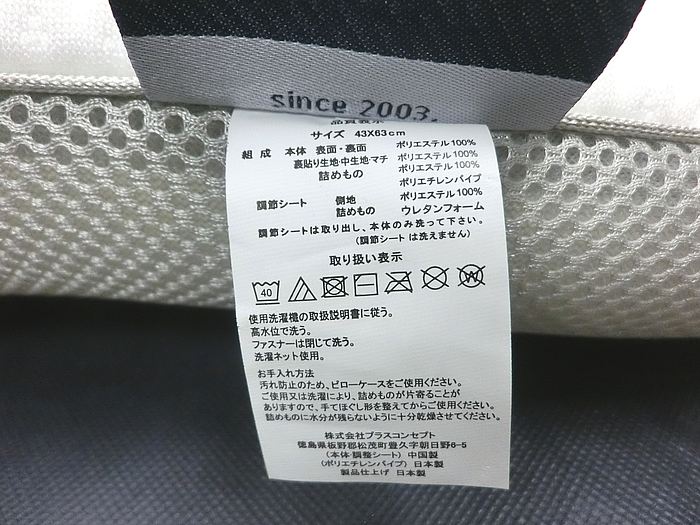 since 2003.
品質表示
サイズ 43X63cm
組成 本体 表面・裏面 ポリエステル100%
裏貼り生地・中生地・マチ ポリエステル100%
ポリエステル100%
詰めもの ポリエチレンパイプ
調節シート 側地 ポリエステル100%
詰めもの ウレタンフォーム
調節シートは取り出し、本体のみ洗って下さい。
(調節シートは洗えません)
取り扱い表示
40 W
使用洗濯機の取扱説明書に従う。
高水位で洗う。
ファスナーは閉じて洗う。
洗濯ネット使用。
お手入れ方法
汚れ防止のため、ピローケースをご使用ください。
ご使用又は洗濯により、詰めものが片寄ることが
ありますので、手でほぐし形を整えてからご使用ください。
詰めものに水分が残らないように十分乾燥させてください。
株式会社プラスコンセプト
徳島県板野郡松茂町豊久字朝日野6-5
(本体・調整シート) 中国製
(ポリエチレンパイプ) 日本製
製品仕上げ 日本製